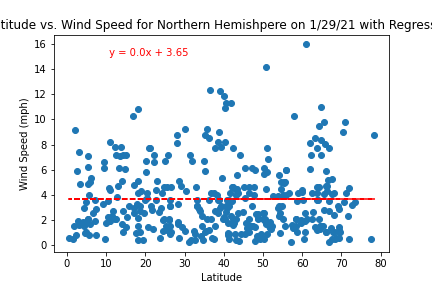 titude vs. Wind Speed for Northern Hemishpere on 1/29/21 with Regress
y = 0.0x + 3.65
16
14
12
10
8
6
4
2
0
Wind Speed (mph)
0 10 20 30 40 50 60 70 80
Latitude